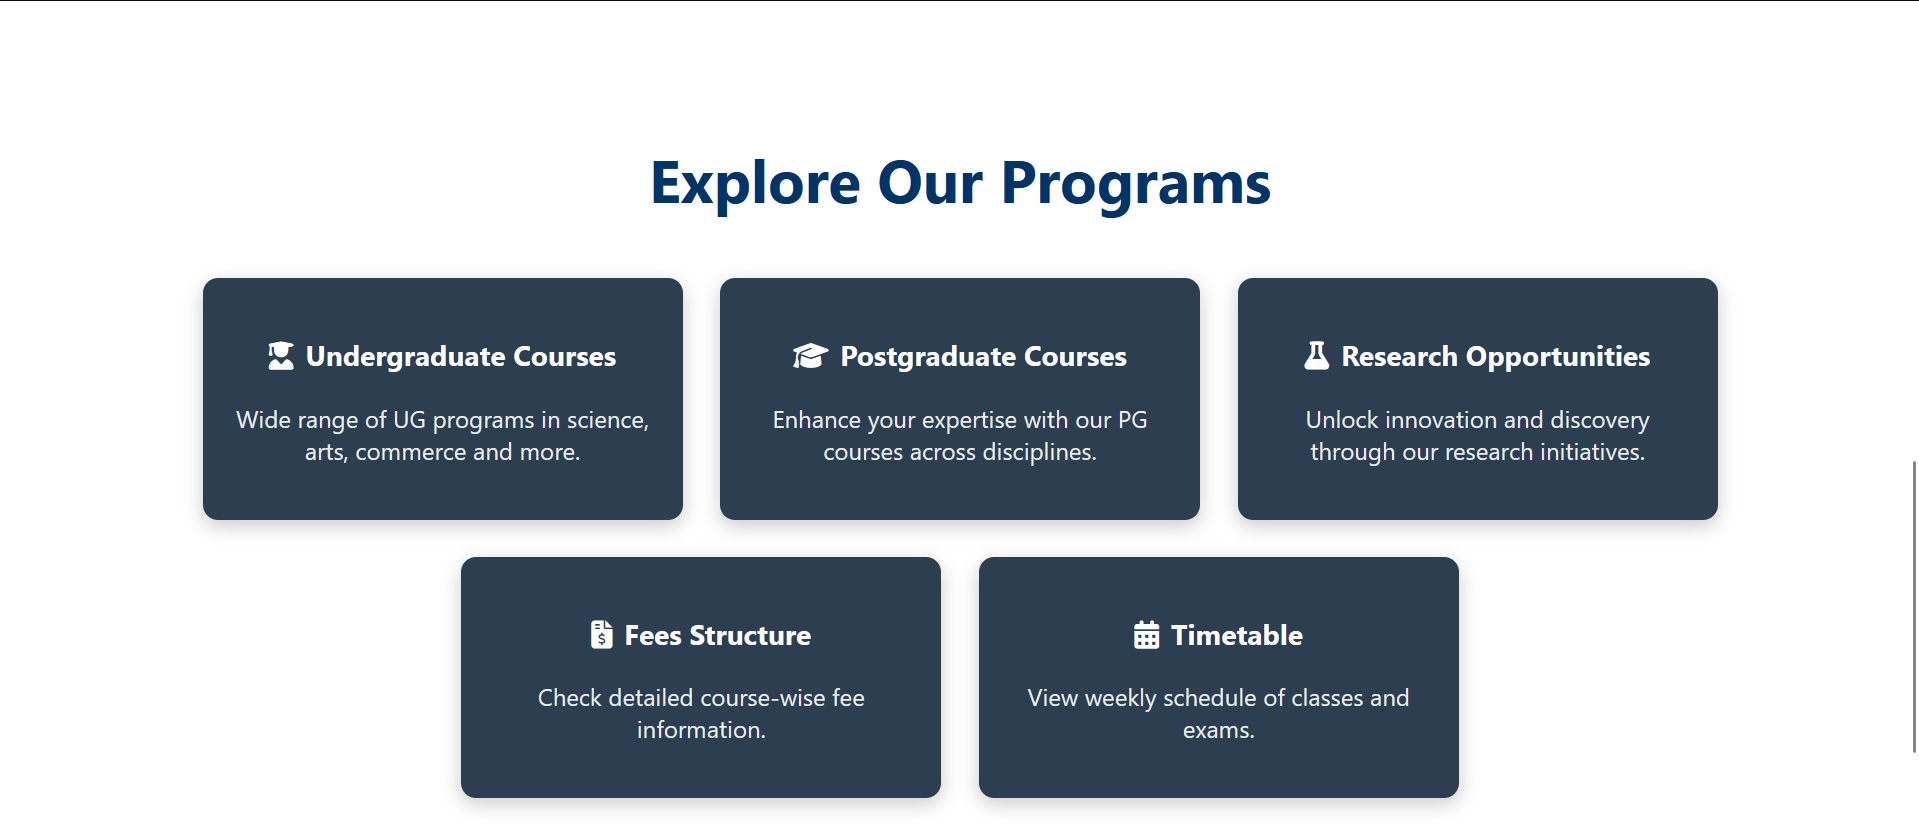 Explore Our Programs
Undergraduate Courses
Wide range of UG programs in science,
arts, commerce and more.
Postgraduate Courses
Enhance your expertise with our PG
courses across disciplines.
Research Opportunities
Unlock innovation and discovery
through our research initiatives.
Fees Structure
Check detailed course-wise fee
information.
Timetable
View weekly schedule of classes and
exams.